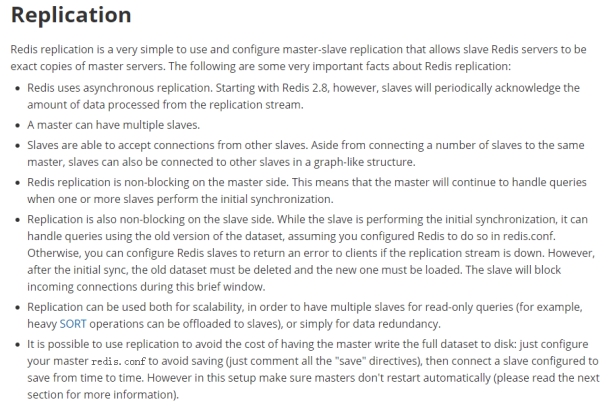 Replication
Redis replication is a very simple to use and configure master-slave replication that allows slave Redis servers to be
exact copies of master servers. The following are some very important facts about Redis replication:
• Redis uses asynchronous replication. Starting with Redis 2.8, however, slaves will periodically acknowledge the
amount of data processed from the replication stream.
• A master can have multiple slaves.
• Slaves are able to accept connections from other slaves. Aside from connecting a number of slaves to the same
master, slaves can also be connected to other slaves in a graph-like structure.
• Redis replication is non-blocking on the master side. This means that the master will continue to handle queries
when one or more slaves perform the initial synchronization.
• Replication is also non-blocking on the slave side. While the slave is performing the initial synchronization, it can
handle queries using the old version of the dataset, assuming you configured Redis to do so in redis.conf.
Otherwise, you can configure Redis slaves to return an error to clients if the replication stream is down. However,
after the initial sync, the old dataset must be deleted and the new one must be loaded. The slave will block
incoming connections during this brief window.
• Replication can be used both for scalability, in order to have multiple slaves for read-only queries (for example,
heavy SORT operations can be offloaded to slaves), or simply for data redundancy.
• It is possible to use replication to avoid the cost of having the master write the full dataset to disk: just configure
your master redis.conf to avoid saving (just comment all the "save" directives), then connect a slave configured to
save from time to time. However in this setup make sure masters don't restart automatically (please read the next
section for more information).